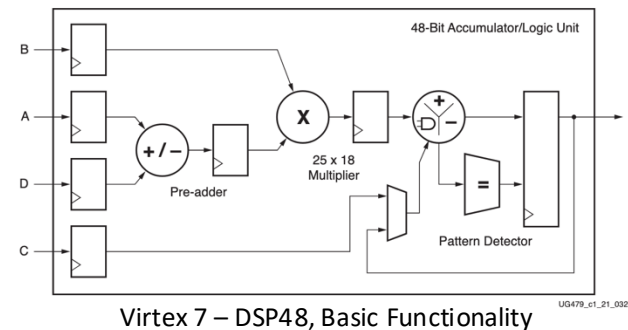 48-Bit Accumulator/Logic Unit
B
A
D
C
+/−
Pre-adder
X
25 x 18
Multiplier
+
−
=
Pattern Detector
UG479_c1_21_032
Virtex 7 – DSP48, Basic Functionality